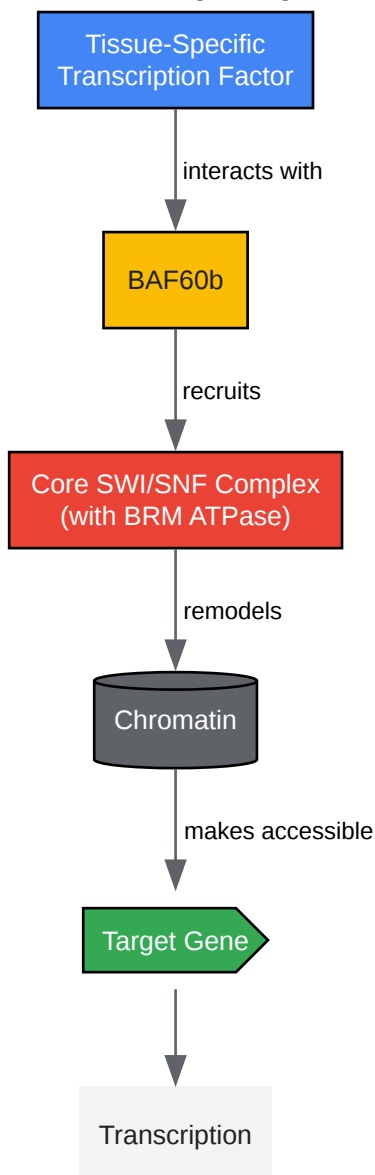 Tissue-Specific
Transcription Factor
interacts with
BAF60b
recruits
Core SWI/SNF Complex
(with BRM ATPase)
remodels
Chromatin
makes accessible
Target Gene
Transcription